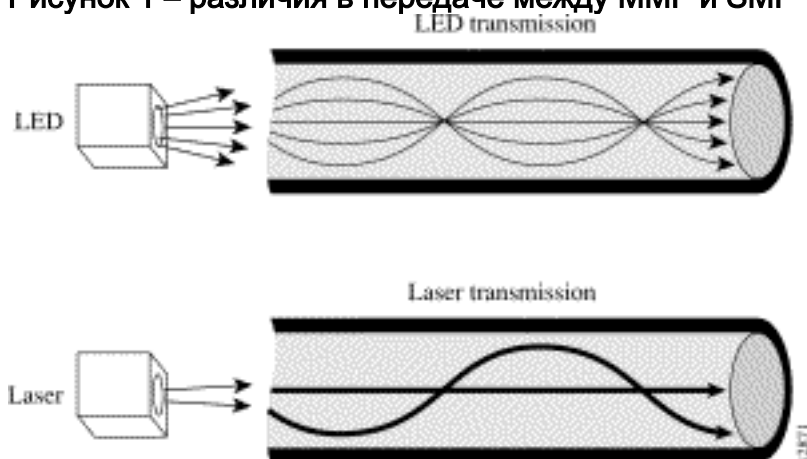 Рисунок 1 – различия в передаче между MMF и SMF
LED transmission
LED
Laser transmission
Laser